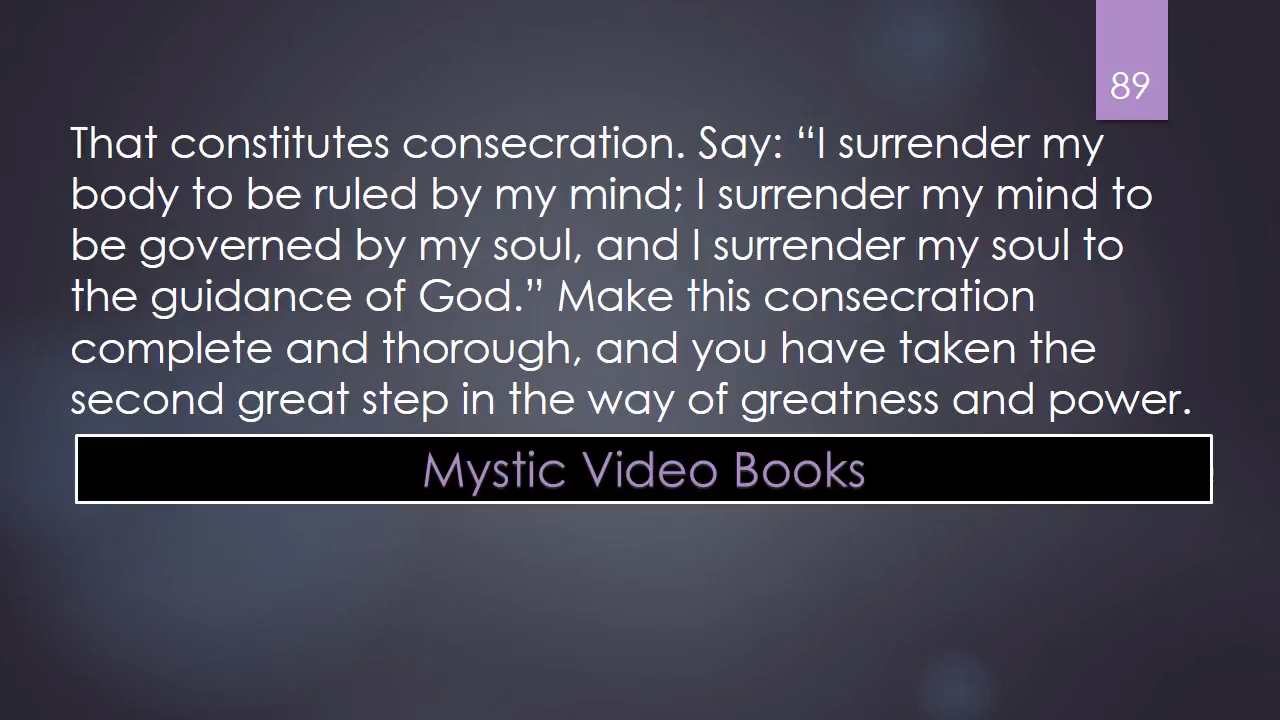 89
That constitutes consecration. Say: “I surrender my
body to be ruled by my mind; I surrender my mind to
be governed by my soul, and I surrender my soul to
the guidance of God.” Make this consecration
complete and thorough, and you have taken the
second great step in the way of greatness and power.
Mystic Video Books